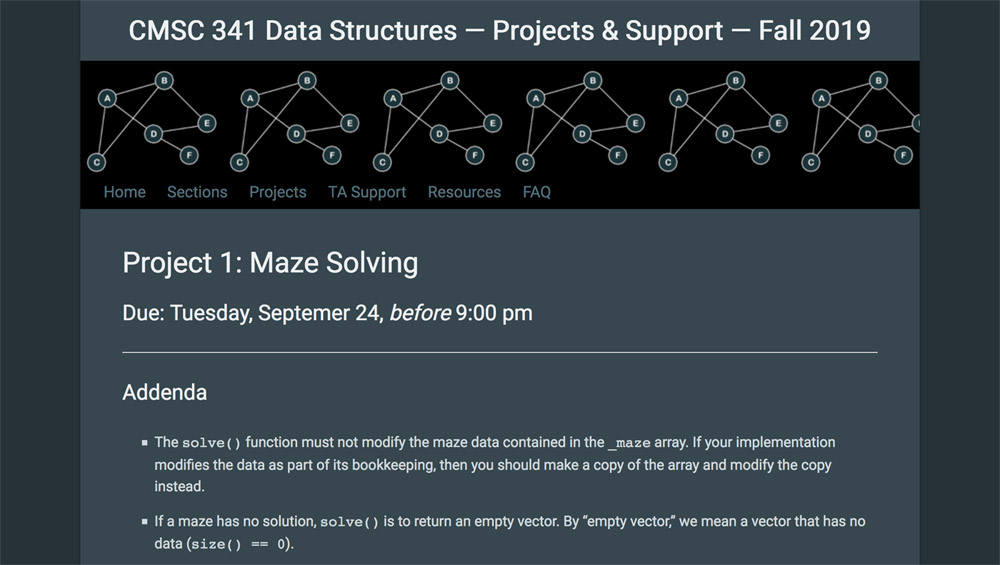 CMSC 341 Data Structures — Projects & Support — Fall 2019
A B C D E F A B C D E F A B C D E F A B C D E F A B C D E F A B C D F
Home Sections Projects TA Support Resources FAQ
Project 1: Maze Solving
Due: Tuesday, Septemer 24, before 9:00 pm
Addenda
▪ The solve() function must not modify the maze data contained in the _maze array. If your implementation
modifies the data as part of its bookkeeping, then you should make a copy of the array and modify the copy
instead.
▪ If a maze has no solution, solve() is to return an empty vector. By “empty vector,” we mean a vector that has no
data (size() == 0).